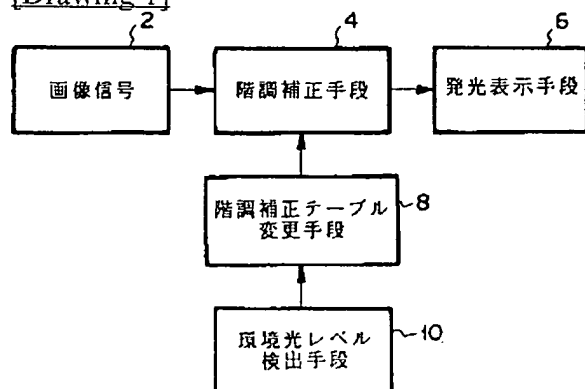 [Drawing 1]
2
4
6
画像信号
階調補正手段
発光表示手段
階調補正テーブル
変更手段
8
環境光レベル
検出手段
10